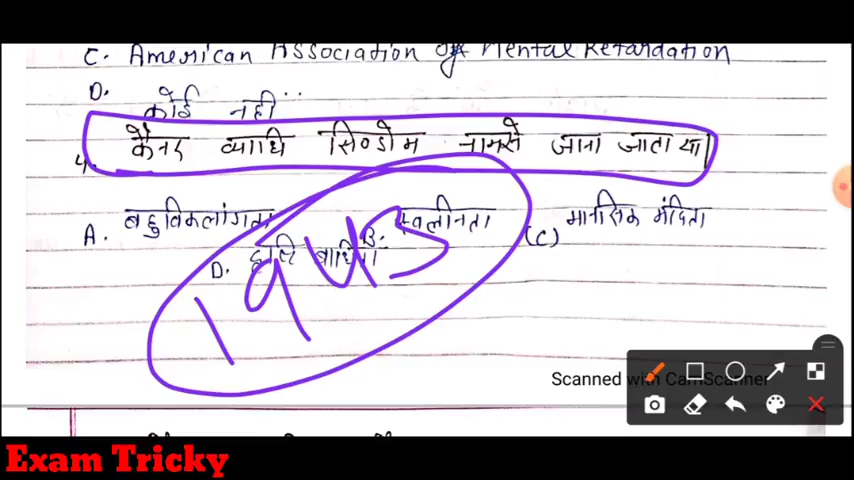 C. American Association of Mental Retardation
D. कोई नहीं
4. कैनर व्याधि सिण्ड्रोम नामसे जाना जाता था
A. बहुविकलांगता B. स्वलीनता (C) मानसिक मंदिता
D. दृष्टि बाधिता
1943
Scanned with CamScanner
Exam Tricky